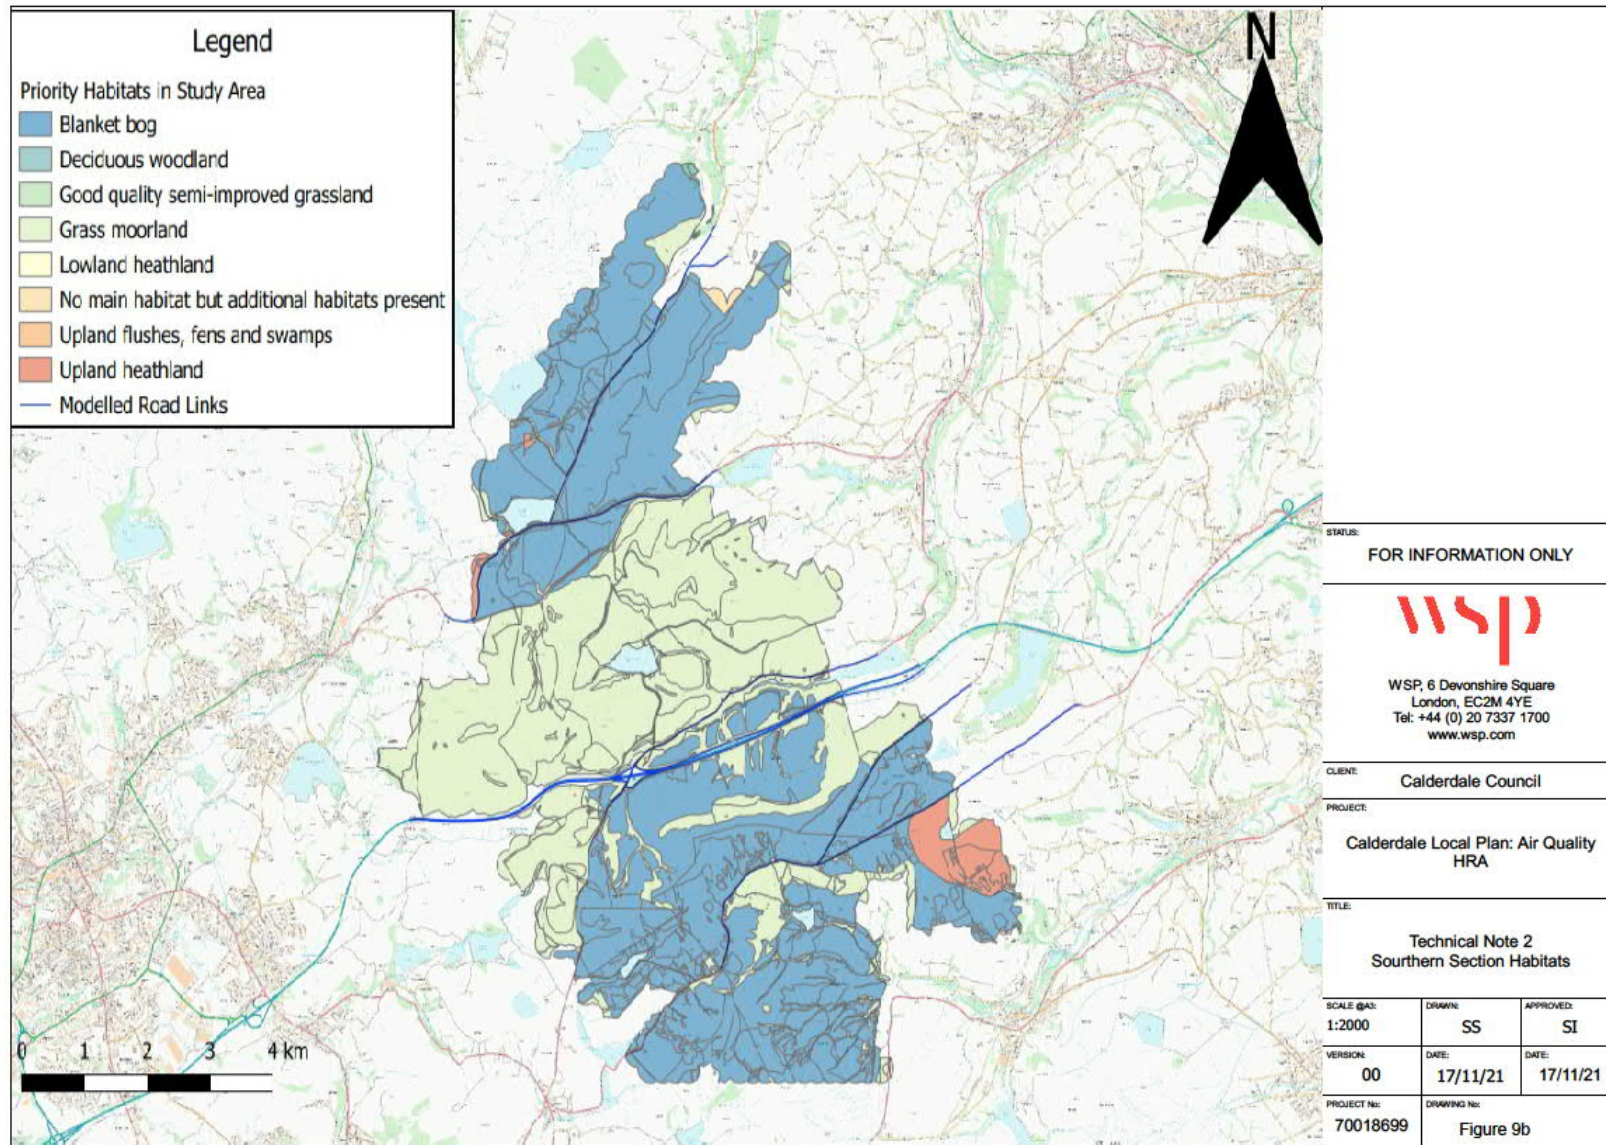 Legend
Priority Habitats in Study Area
Blanket bog
Deciduous woodland
Good quality semi-improved grassland
Grass moorland
Lowland heathland
No main habitat but additional habitats present
Upland flushes, fens and swamps
Upland heathland
Modelled Road Links
N
0 1 2 3 4 km
STATUS:
FOR INFORMATION ONLY
wsp
WSP, 6 Devonshire Square
London, EC2M 4YE
Tel: +44 (0) 20 7337 1700
www.wsp.com
CLIENT:
Calderdale Council
PROJECT:
Calderdale Local Plan: Air Quality
HRA
TITLE:
Technical Note 2
Sourthern Section Habitats
SCALE @A3: DRAWN: APPROVED:
1:2000 SS SI
VERSION: DATE: DATE:
00 17/11/21 17/11/21
PROJECT No: DRAWING No:
70018699 Figure 9b